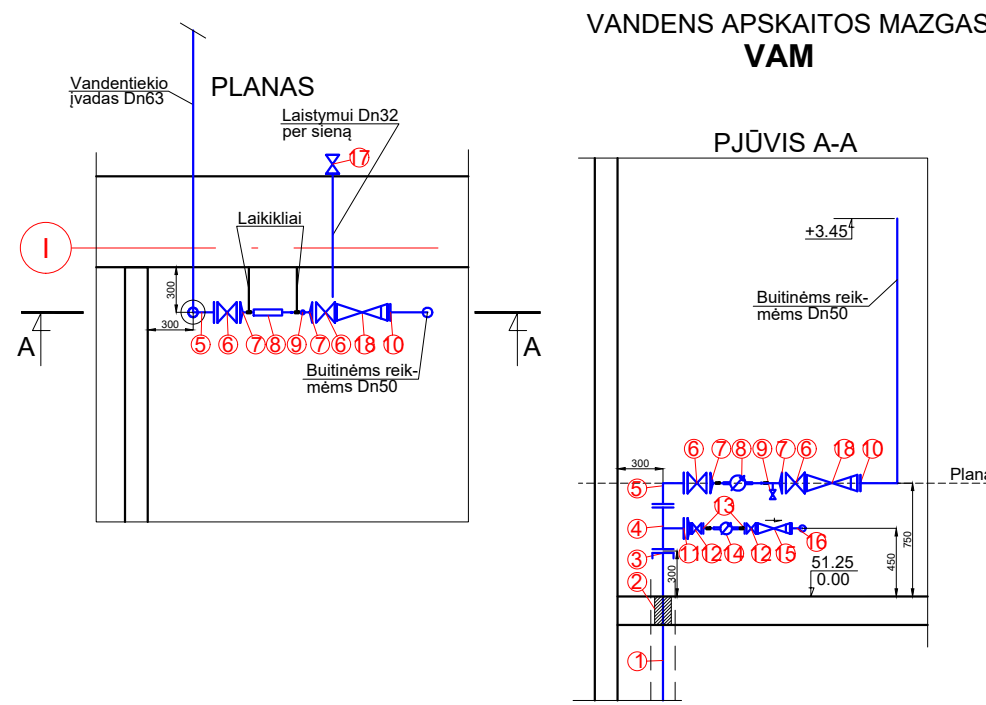 VANDENS APSKAITOS MAZGAS
VAM
PLANAS
Vandentiekio
įvadas Dn63
Laistymui Dn32
per sieną
17
Laikikliai
I
300
300
A
A
5 6 7 8 9 7 6 18 10
Buitinėms reik-
mėms Dn50
PJŪVIS A-A
+3.45
Buitinėms reik-
mėms Dn50
300
6 7 8 9 7 6 18 10
5
Plana
13
4
11 12 14 12 15 16
3
300
51.25
0.00
450
750
2
1